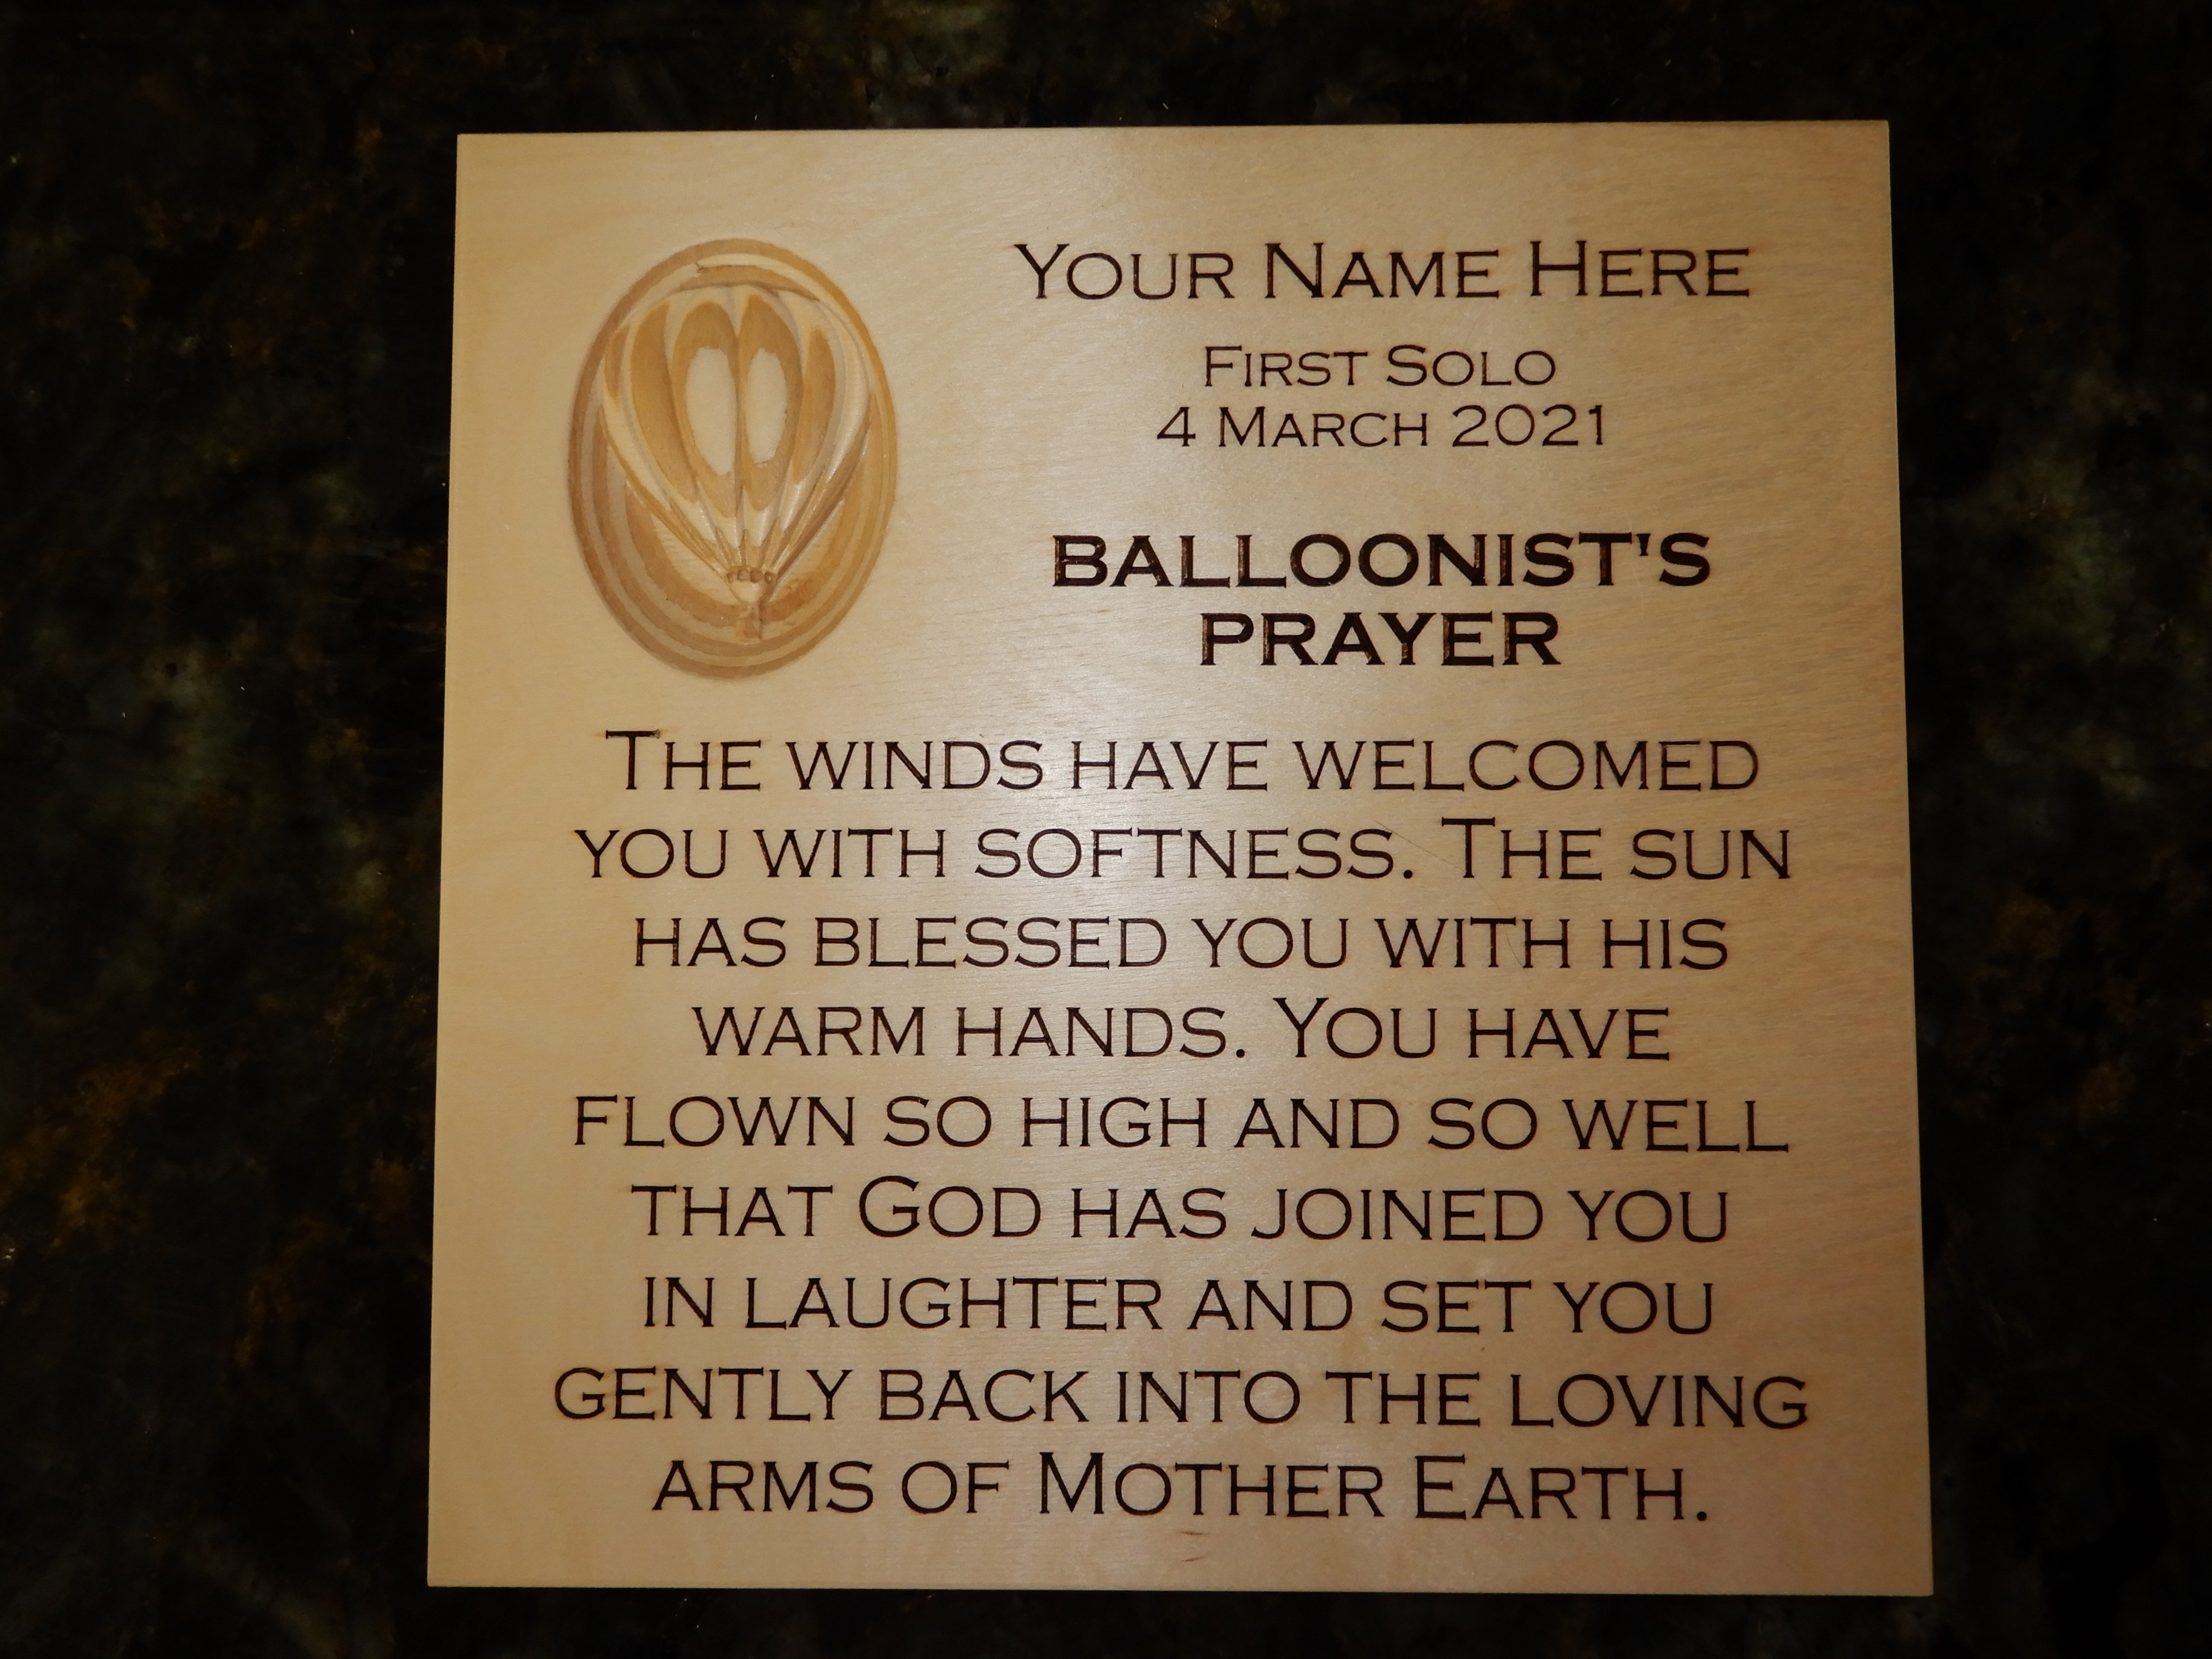 Your Name Here
First Solo
4 March 2021
BALLOONIST'S
PRAYER
The winds have welcomed
you with softness. The sun
has blessed you with his
warm hands. You have
flown so high and so well
that God has joined you
in laughter and set you
gently back into the loving
arms of Mother Earth.